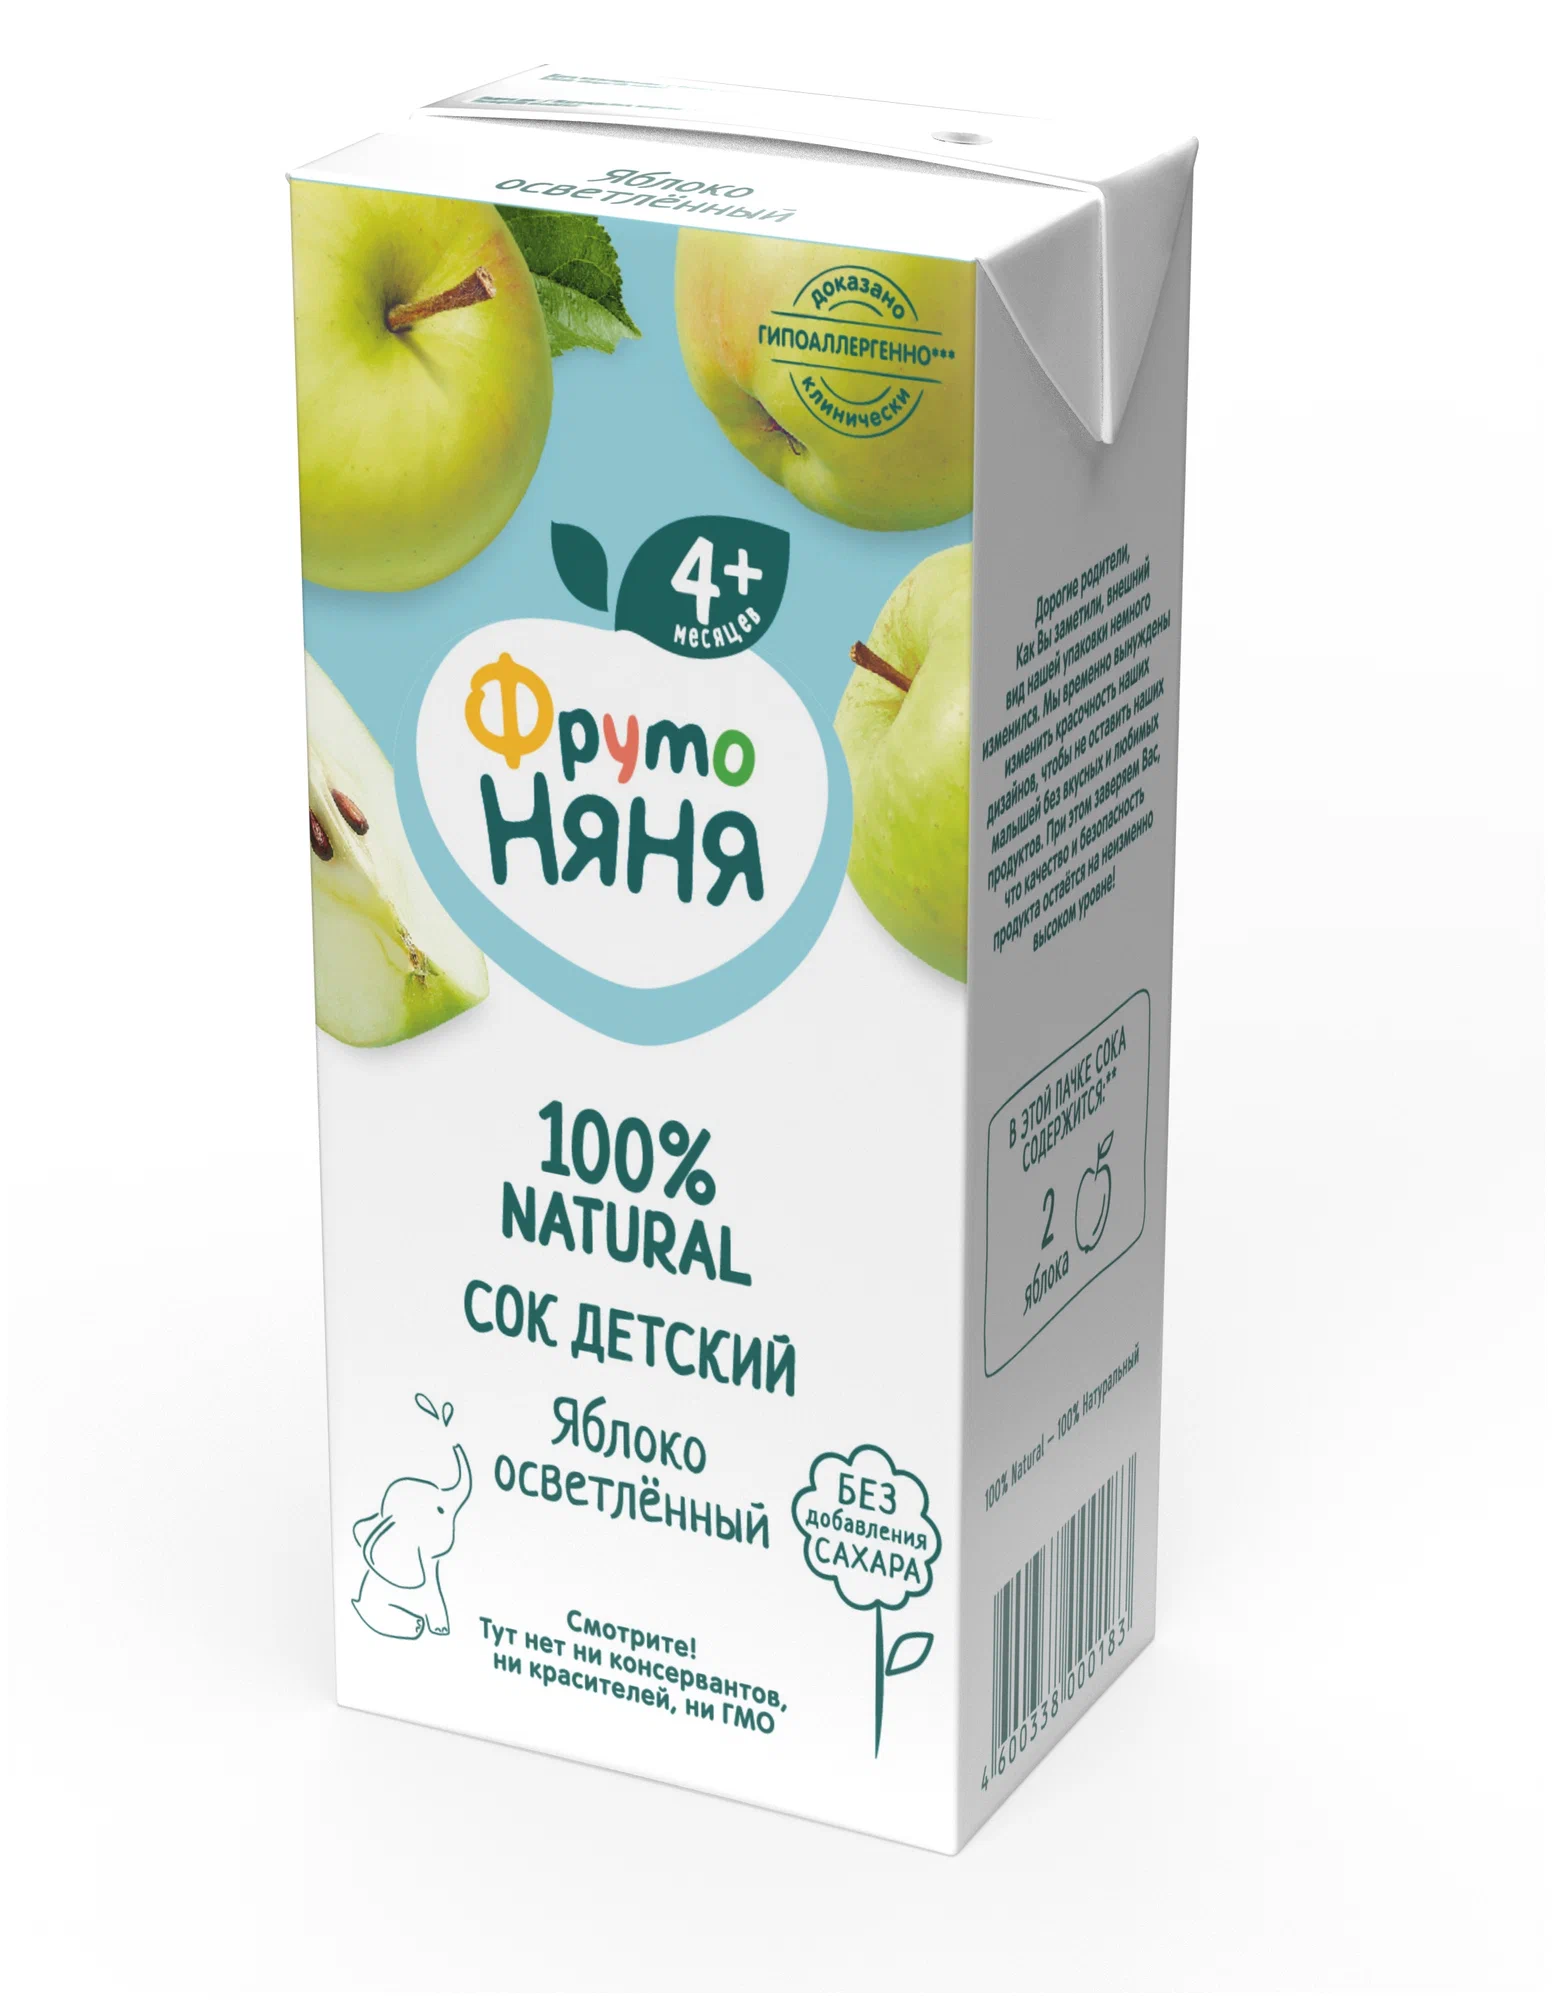 Яблоко
осветлённый
доказано
ГИПОАЛЛЕРГЕННО***
клинически
4+
месяцев
Фруто
НЯНЯ
100%
NATURAL
СОК ДЕТСКИЙ
Яблоко
осветлённый
БЕЗ
добавления
САХАРА
Смотрите!
Тут нет ни консервантов,
ни красителей, ни ГМО
Дорогие родители,
Как Вы заметили, внешний
вид нашей упаковки немного
изменился. Мы временно вынуждены
изменить красочность наших
дизайнов, чтобы не оставить наших
малышей без вкусных и любимых
продуктов. При этом заверяем Вас,
что качество и безопасность
продукта остаётся на неизменно
высоком уровне!
В ЭТОЙ ПАЧКЕ СОКА
СОДЕРЖИТСЯ:**
2
яблока
100% Natural – 100% Натуральный
4 600338 000183